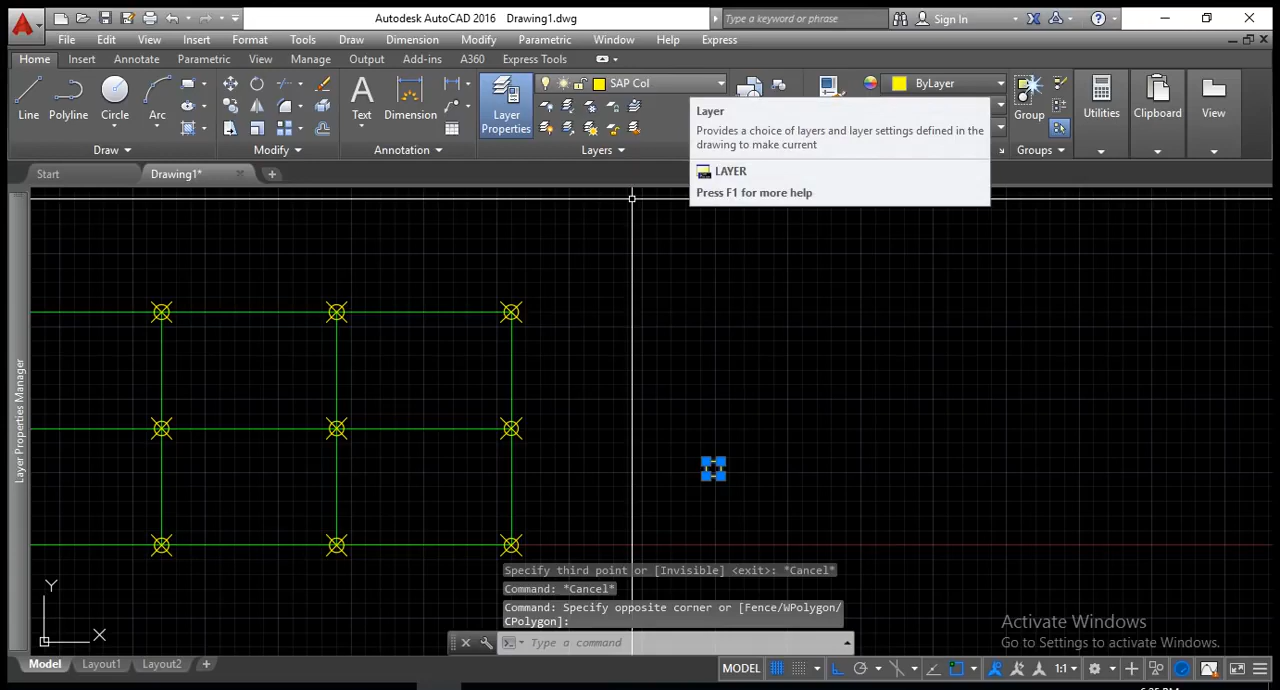 Autodesk AutoCAD 2016 Drawing1.dwg
Type a keyword or phrase
Sign In
File Edit View Insert Format Tools Draw Dimension Modify Parametric Window Help Express
Home Insert Annotate Parametric View Manage Output Add-ins A360 Express Tools
SAP Col
ByLayer
Line Polyline Circle Arc
Text Dimension
Layer
Properties
Group
Utilities
Clipboard
View
Draw
Modify
Annotation
Layers
Groups
Layer
Provides a choice of layers and layer settings defined in the
drawing to make current
LAYER
Press F1 for more help
Start
Drawing1*
Layer Properties Manager
Y
X
Specify third point or [Invisible] <exit>: *Cancel*
Command: *Cancel*
Command: Specify opposite corner or [Fence/WPolygon/
CPolygon]:
Type a command
Activate Windows
Go to Settings to activate Windows.
Model Layout1 Layout2 +
MODEL
1:1